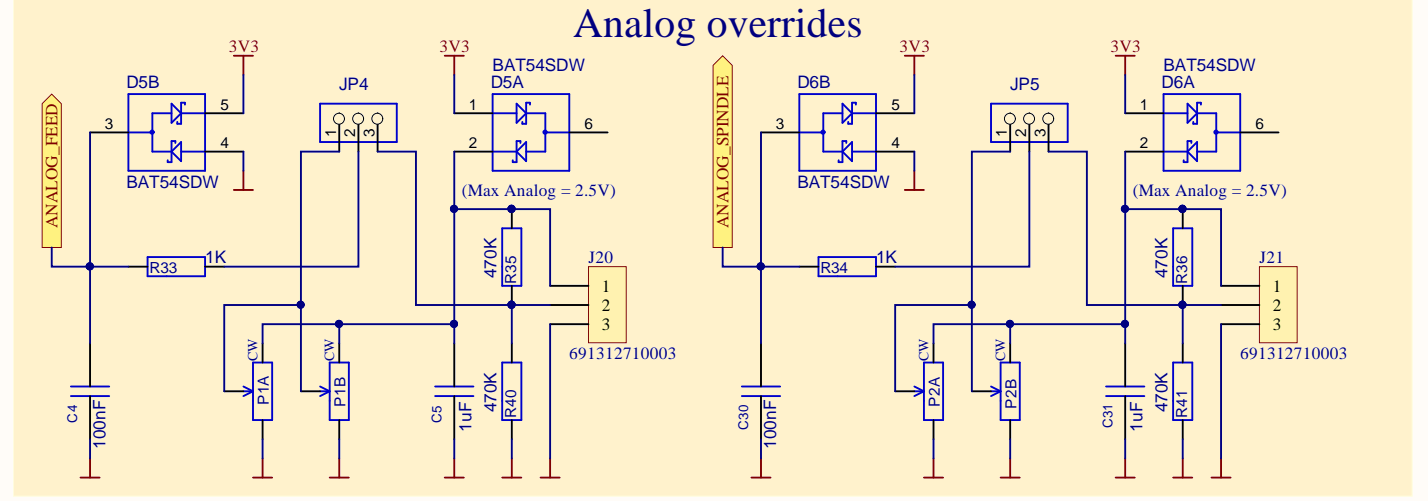 Analog overrides
3V3
D5B
5
3
4
BAT54SDW
ANALOG_FEED
JP4
1 2 3
3V3
BAT54SDW
D5A
1
6
2
(Max Analog = 2.5V)
R33
1K
470K
R35
J20
1
2
3
691312710003
C4
100nF
CW
P1A
CW
P1B
C5
1uF
470K
R40
3V3
D6B
5
3
4
BAT54SDW
ANALOG_SPINDLE
JP5
1 2 3
3V3
BAT54SDW
D6A
1
6
2
(Max Analog = 2.5V)
R34
1K
470K
R36
J21
1
2
3
691312710003
C30
100nF
CW
P2A
CW
P2B
C31
1uF
470K
R41